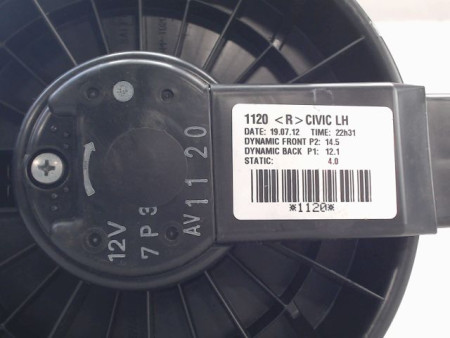 1120 <R> CIVIC LH
DATE: 19.07.12 TIME: 22h31
DYNAMIC FRONT P2: 14.5
DYNAMIC BACK P1: 12.1
STATIC: 4.0
*1120*
12V
7P3
AV1120